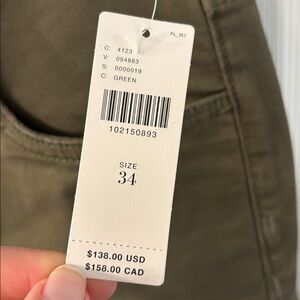 FL_351
C: 4123
V: 094883
S: 0000019
C: GREEN
102150893
SIZE
34
$138.00 USD
$158.00 CAD